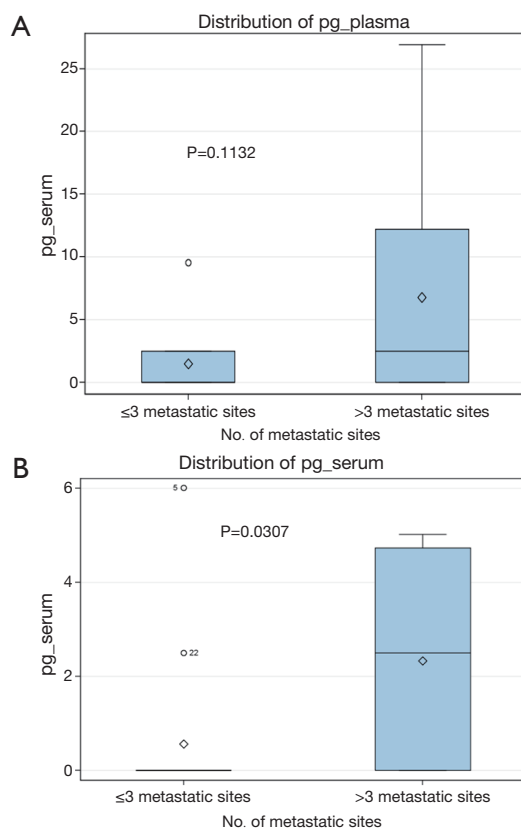 A
Distribution of pg_plasma
25
20
P=0.1132
15
pg_serum
10
5
0
≤3 metastatic sites >3 metastatic sites
No. of metastatic sites
B
Distribution of pg_serum
6
5
P=0.0307
4
pg_serum
22
2
0
≤3 metastatic sites >3 metastatic sites
No. of metastatic sites